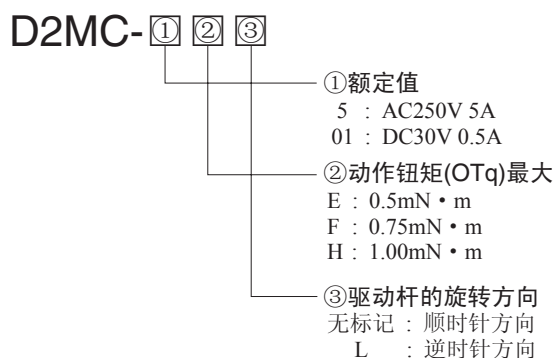 D2MC-① ② ③
①额定值
5 : AC250V 5A
01 : DC30V 0.5A
②动作钮矩(OTq)最大
E : 0.5mN・m
F : 0.75mN・m
H : 1.00mN・m
③驱动杆的旋转方向
无标记 : 顺时针方向
L : 逆时针方向